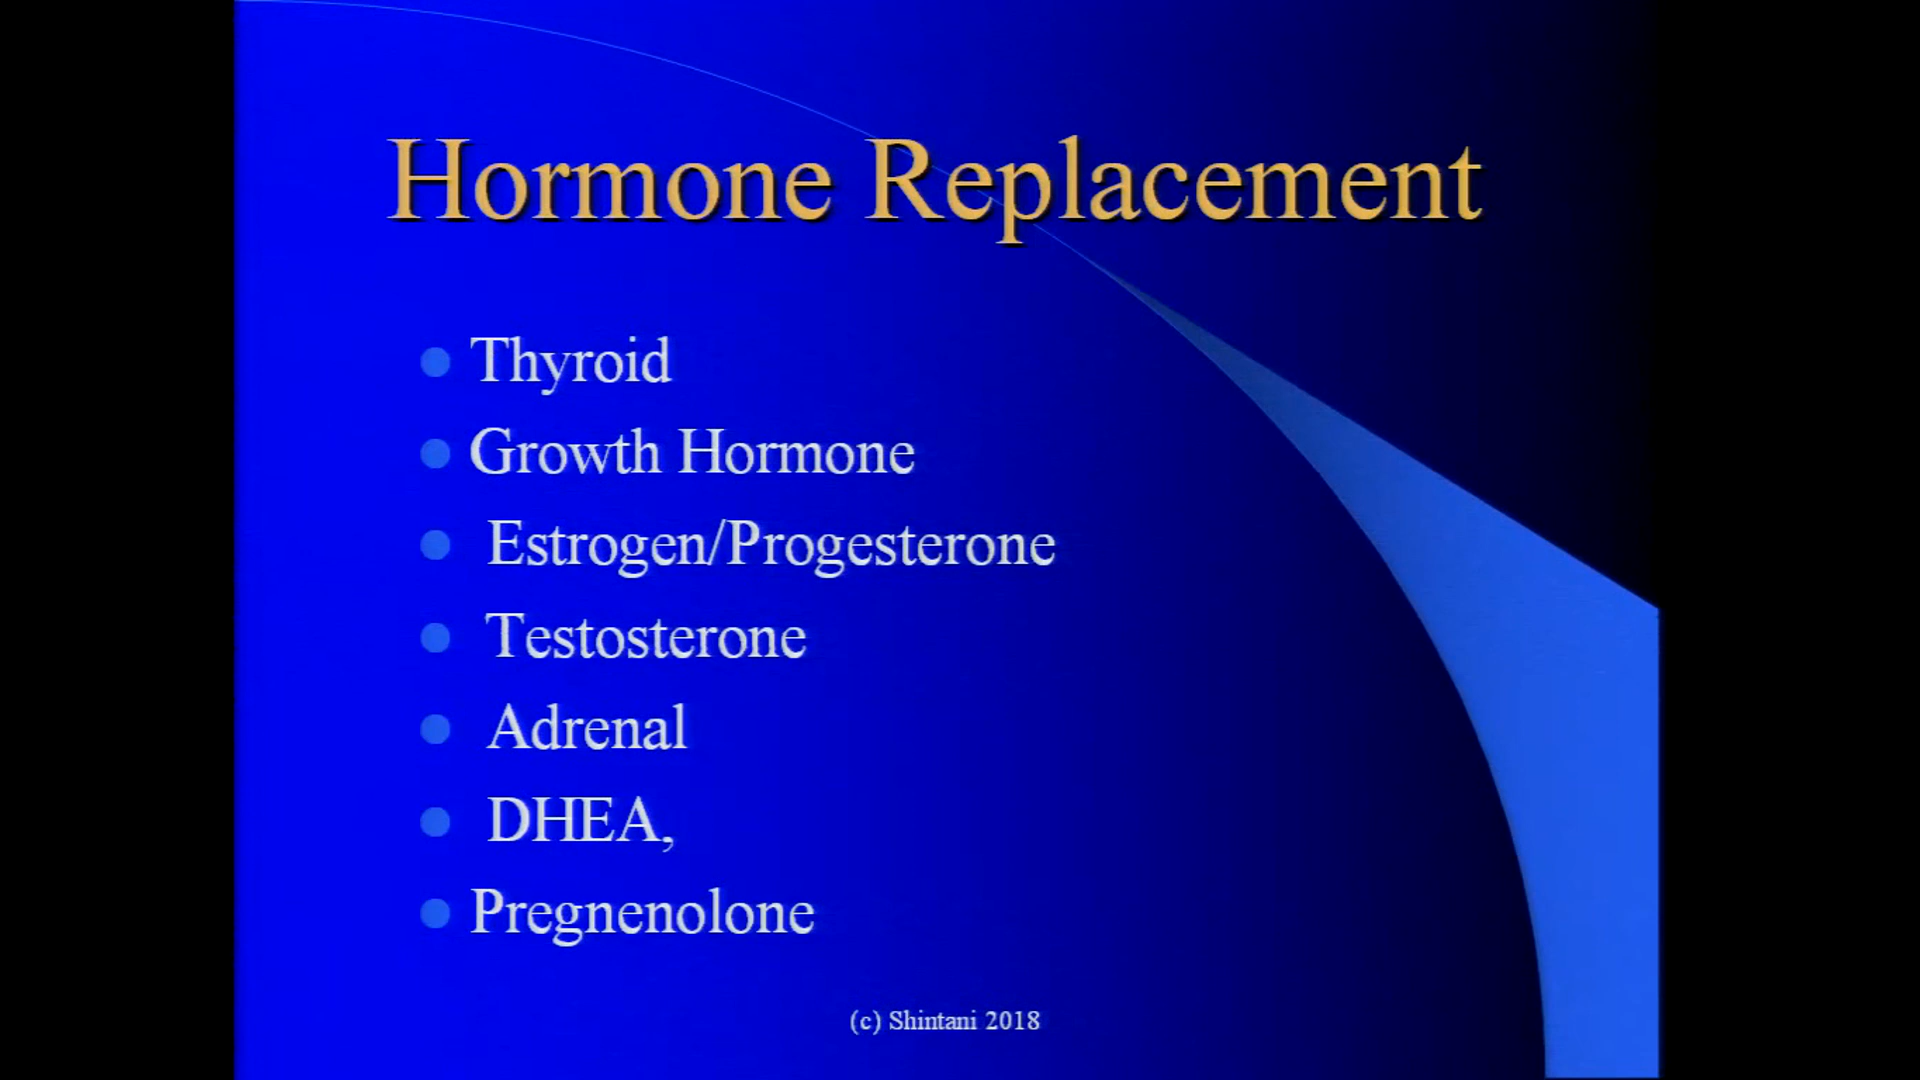 Hormone Replacement
Thyroid
Growth Hormone
Estrogen/Progesterone
Testosterone
Adrenal
DHEA,
Pregnenolone
(c) Shintani 2018